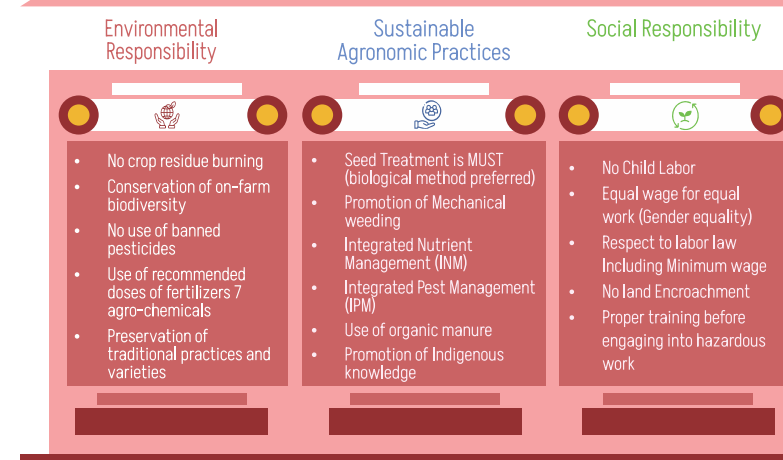 Environmental
Responsibility
• No crop residue burning
• Conservation of on-farm
biodiversity
• No use of banned
pesticides
• Use of recommended
doses of fertilizers 7
agro-chemicals
• Preservation of
traditional practices and
varieties
Sustainable
Agronomic Practices
• Seed Treatment is MUST
(biological method preferred)
• Promotion of Mechanical
weeding
• Integrated Nutrient
Management (INM)
• Integrated Pest Management
(IPM)
• Use of organic manure
• Promotion of Indigenous
knowledge
Social Responsibility
• No Child Labor
• Equal wage for equal
work (Gender equality)
• Respect to labor law
Including Minimum wage
• No land Encroachment
• Proper training before
engaging into hazardous
work